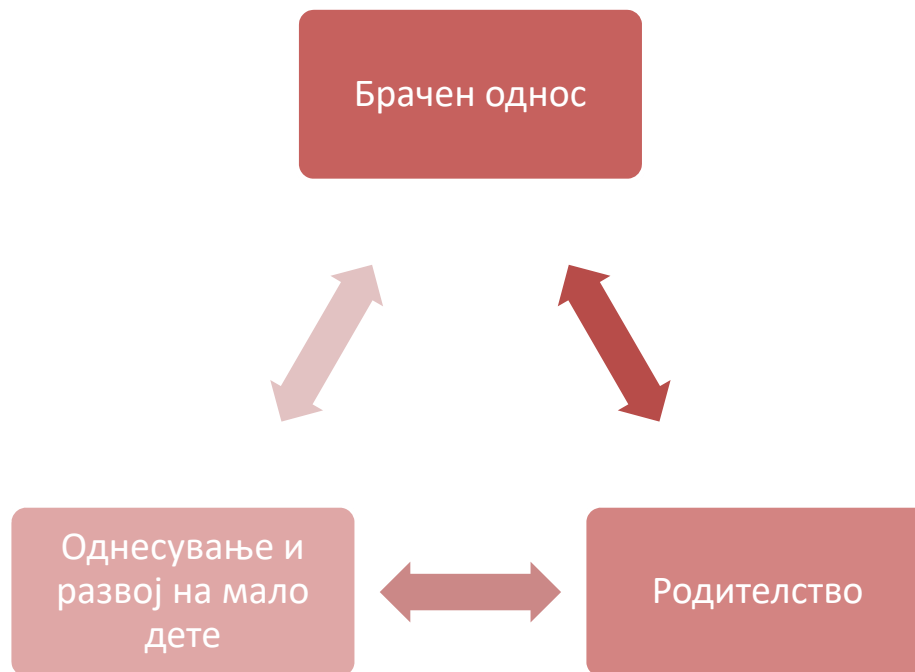 Брачен однос
Однесување и
развој на мало
дете
Родителство